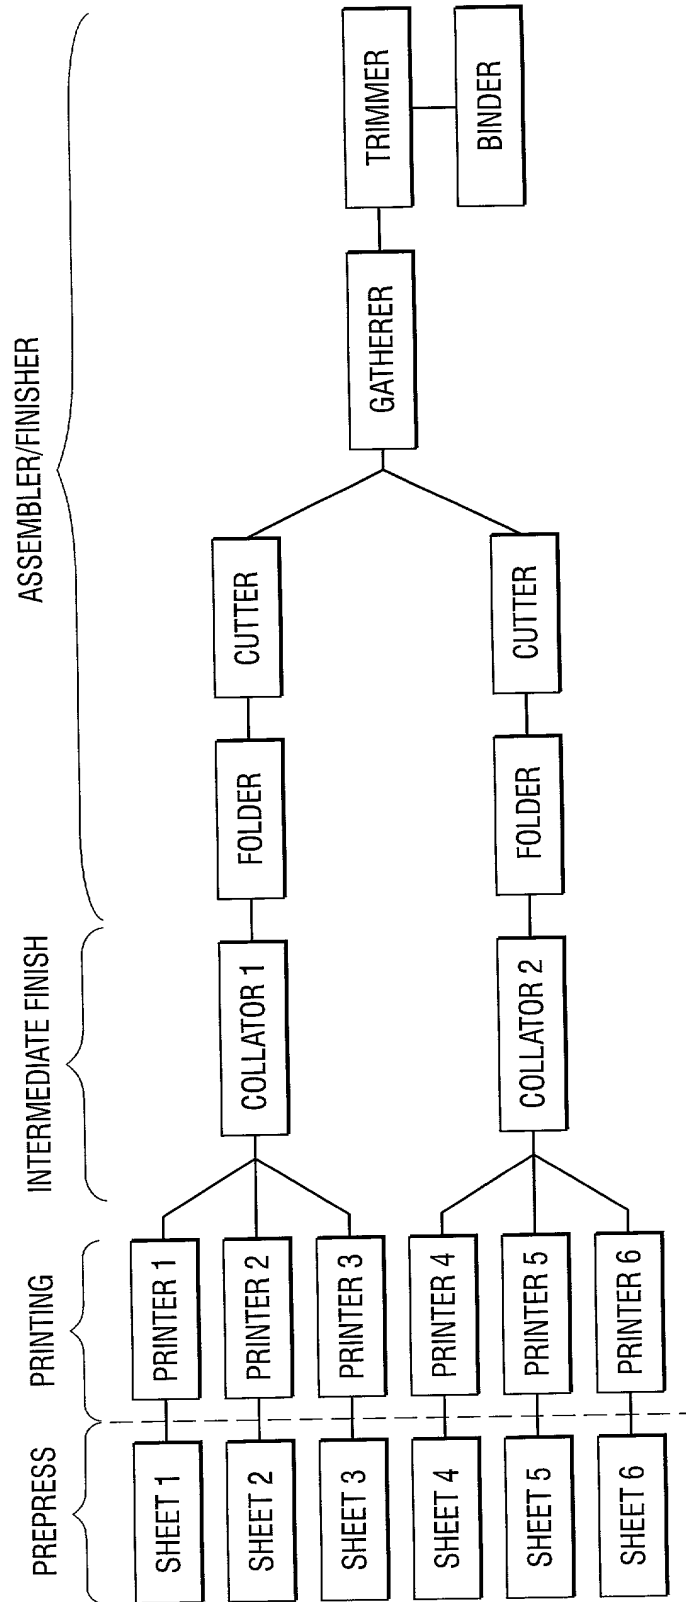 PREPRESS
PRINTING
INTERMEDIATE FINISH
ASSEMBLER/FINISHER
SHEET 1
PRINTER 1
SHEET 2
PRINTER 2
SHEET 3
PRINTER 3
COLLATOR 1
FOLDER
CUTTER
SHEET 4
PRINTER 4
SHEET 5
PRINTER 5
SHEET 6
PRINTER 6
COLLATOR 2
FOLDER
CUTTER
GATHERER
TRIMMER
BINDER